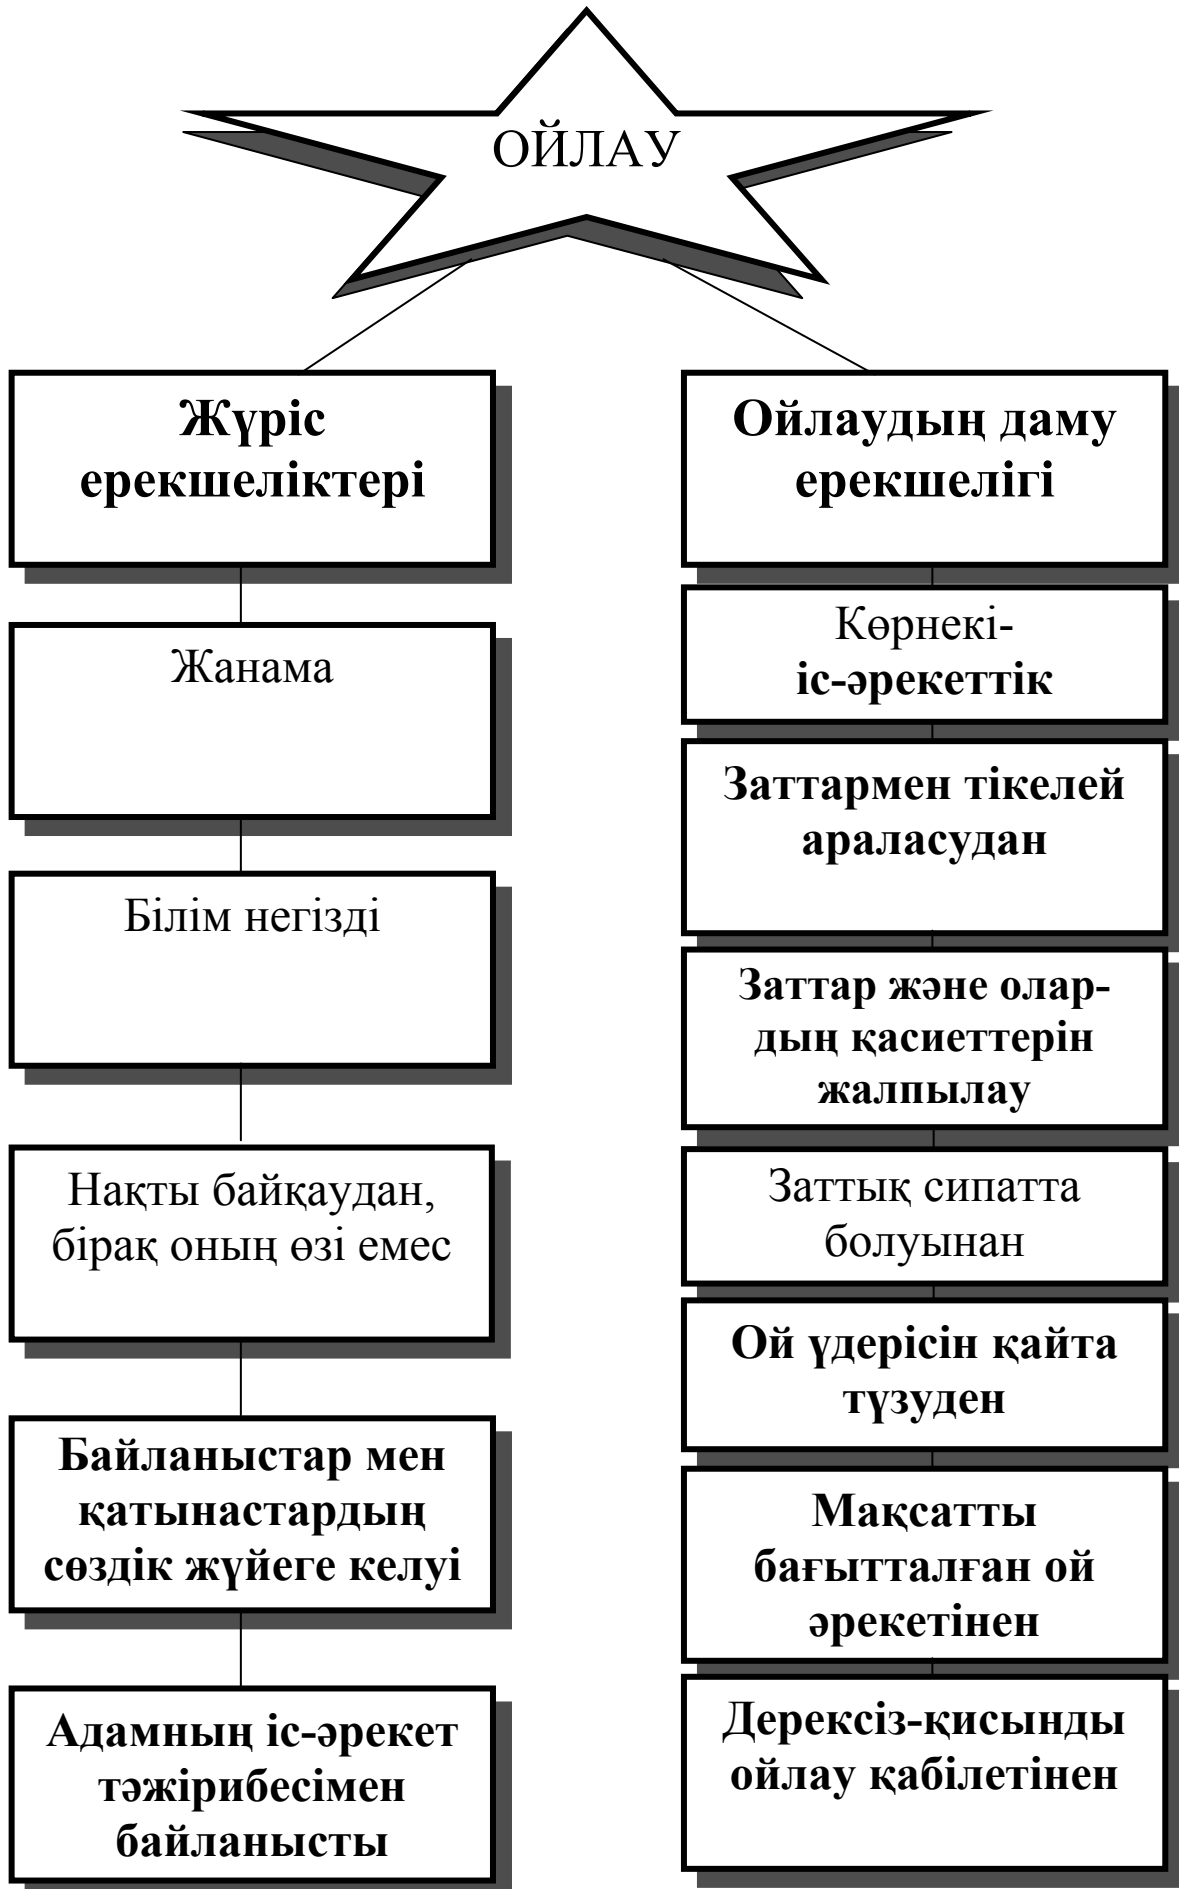 ОЙЛАУ
Жүріс
ерекшеліктері
Жанама
Білім негізді
Нақты байқаудан,
бірақ оның өзі емес
Байланыстар мен
қатынастардың
сөздік жүйеге келуі
Адамның іс-әрекет
тәжірибесімен
байланысты
Ойлаудың даму
ерекшелігі
Көрнекі-
іс-әрекеттік
Заттармен тікелей
араласудан
Заттар және олар-
дың қасиеттерін
жалпылау
Заттық сипатта
болуынан
Ой үдерісін қайта
түзуден
Мақсатты
бағытталған ой
әрекетінен
Дерексіз-қисынды
ойлау қабілетінен